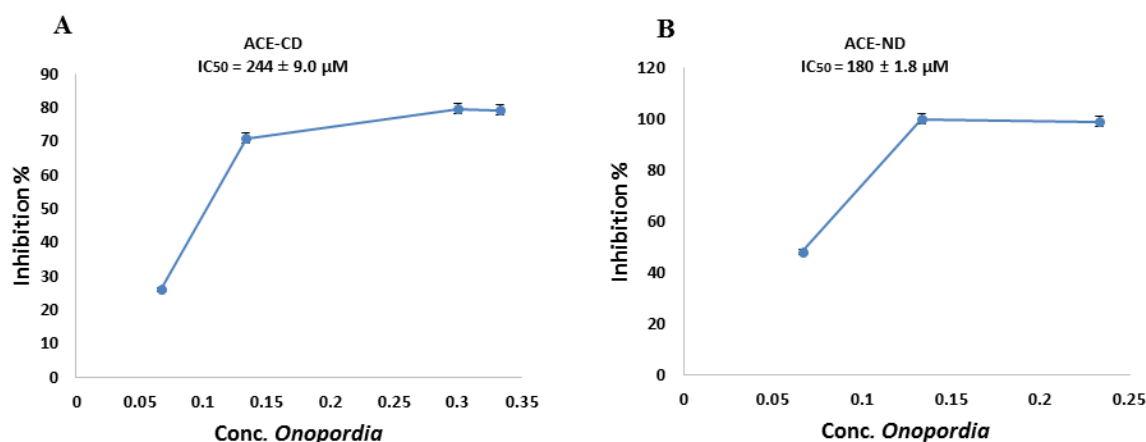 A
ACE-CD
IC50 = 244 ± 9.0 µM
90
80
70
60
50
40
30
20
10
0
Inhibition %
0 0.05 0.1 0.15 0.2 0.25 0.3 0.35
Conc. Onopordia
B
ACE-ND
IC50 = 180 ± 1.8 µM
120
100
80
60
40
20
0
Inhibition %
0 0.05 0.1 0.15 0.2 0.25
Conc. Onopordia